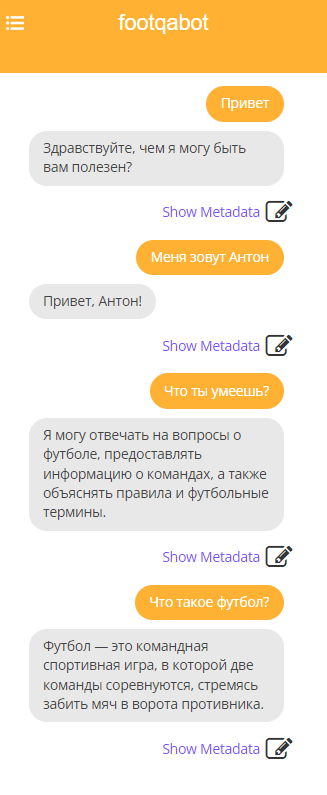 footqabot
Привет
Здравствуйте, чем я могу быть
вам полезен?
Show Metadata
Меня зовут Антон
Привет, Антон!
Show Metadata
Что ты умеешь?
Я могу отвечать на вопросы о
футболе, предоставлять
информацию о командах, а также
объяснять правила и футбольные
термины.
Show Metadata
Что такое футбол?
Футбол — это командная
спортивная игра, в которой две
команды соревнуются, стремясь
забить мяч в ворота противника.
Show Metadata